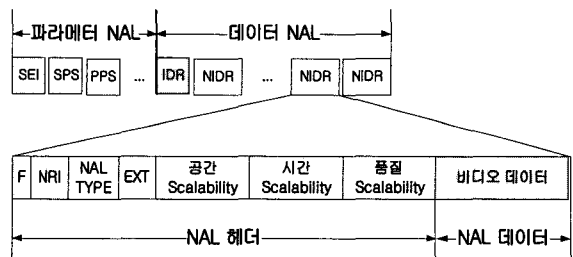 파라메터 NAL 데이터 NAL
SEI SPS PPS ... IDR NIDR ... NIDR NIDR
F NRI NAL TYPE EXT 공간 Scalability 시간 Scalability 품질 Scalability 비디오 데이터
NAL 헤더 NAL 데이터